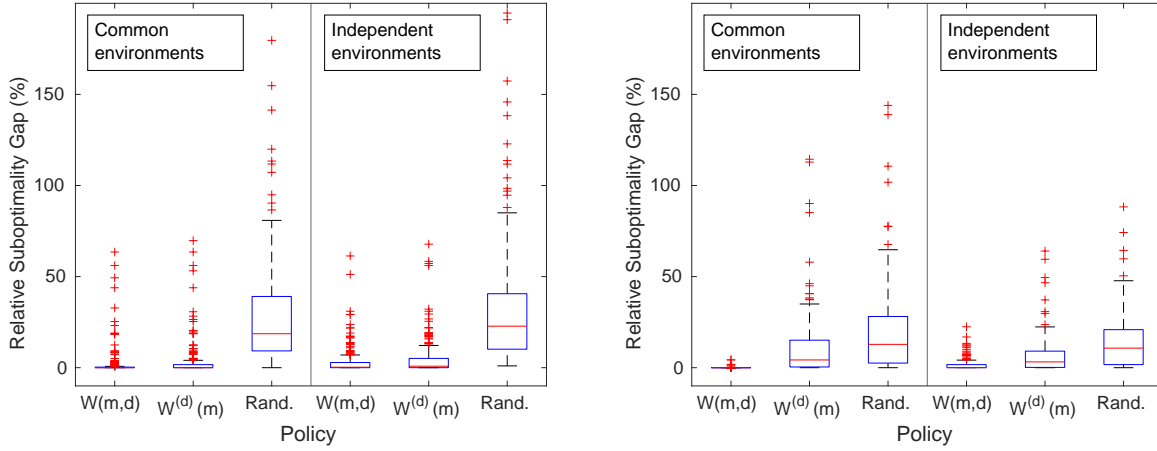 Common
environments
Independent
environments
Relative Suboptimality Gap (%)
150
100
50
0
W(m,d)
W(d) (m)
Rand.
W(m,d)
W(d) (m)
Rand.
Policy
Common
environments
Independent
environments
Relative Suboptimality Gap (%)
150
100
50
0
W(m,d)
W(d) (m)
Rand.
W(m,d)
W(d) (m)
Rand.
Policy